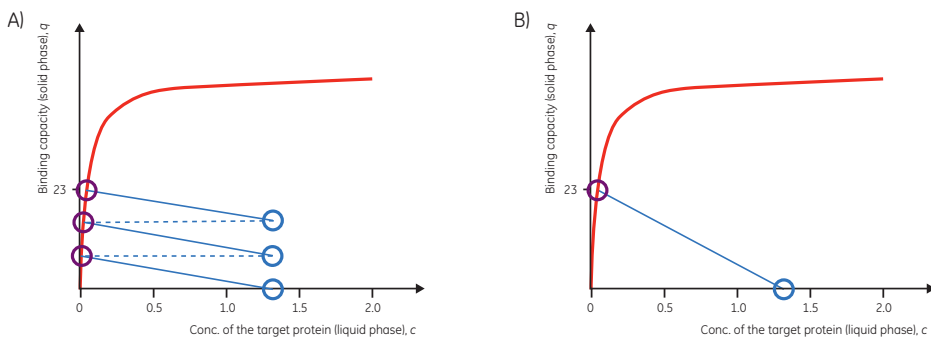 A)
Binding capacity (solid phase), q
23
0
0.5
1.0
1.5
2.0
Conc. of the target protein (liquid phase), c
B)
Binding capacity (solid phase), q
23
0
0.5
1.0
1.5
2.0
Conc. of the target protein (liquid phase), c